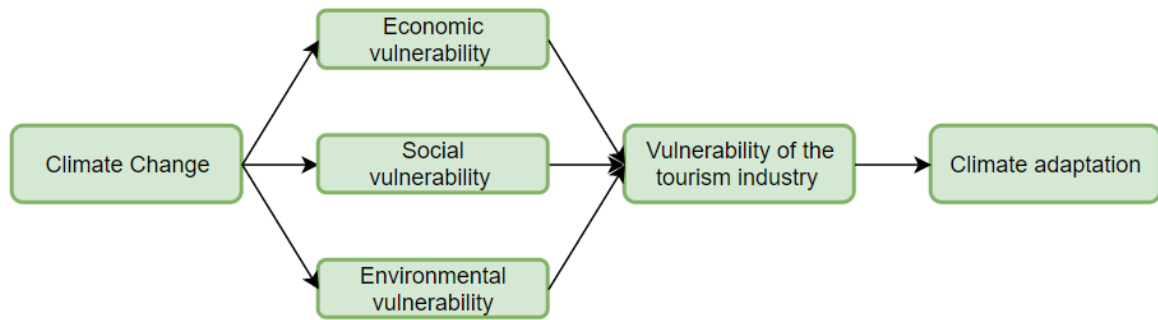 Economic
vulnerability
Climate Change
Social
vulnerability
Vulnerability of the
tourism industry
Climate adaptation
Environmental
vulnerability